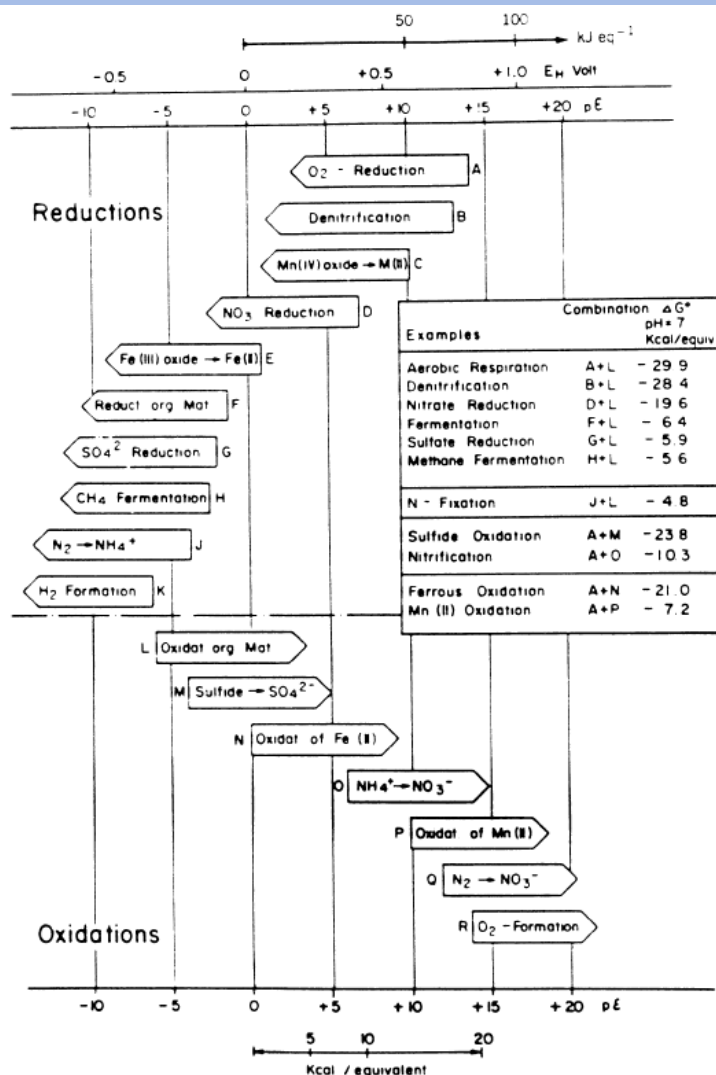 50 100 kJ eq⁻¹
-0.5 0 +0.5 +1.0 E_H Volt
-10 -5 0 +5 +10 +15 +20 pE
Reductions
O₂ - Reduction A
Denitrification B
Mn(IV) oxide → M(II) C
NO₃ Reduction D
Fe(III) oxide → Fe(II) E
Reduct org Mat F
SO₄² Reduction G
CH₄ Fermentation H
N₂ → NH₄⁺ J
H₂ Formation K
Combination ΔG°
pH = 7
Examples Kcal/equiv
Aerobic Respiration A+L - 29 9
Denitrification B+L - 28 4
Nitrate Reduction D+L - 19 6
Fermentation F+L - 6 4
Sulfate Reduction G+L - 5.9
Methane Fermentation H+L - 5 6
N - Fixation J+L - 4 8
Sulfide Oxidation A+M - 23 8
Nitrification A+O - 10.3
Ferrous Oxidation A+N - 21.0
Mn (II) Oxidation A+P - 7.2
L Oxidat org Mat
M Sulfide → SO₄²⁻
N Oxidat of Fe (II)
O NH₄⁺ → NO₃⁻
P Oxidat of Mn(II)
Q N₂ → NO₃⁻
R O₂ - Formation
Oxidations
-10 -5 0 +5 +10 +15 +20 pE
5 10 20
Kcal / equivalent